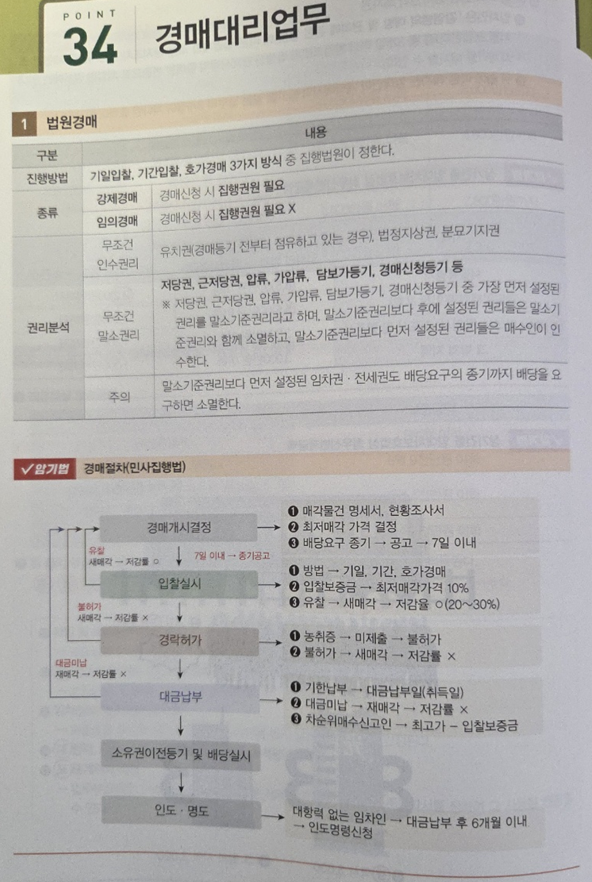 POINT
34
경매대리업무
1 법원경매
구분
내용
진행방법
기일입찰, 기간입찰, 호가경매 3가지 방식 중 집행법원이 정한다.
종류
강제경매
경매신청 시 집행권원 필요
임의경매
경매신청 시 집행권원 필요 X
권리분석
무조건
인수권리
유치권(경매등기 전부터 점유하고 있는 경우), 법정지상권, 분묘기지권
무조건
말소권리
저당권, 근저당권, 압류, 가압류, 담보가등기, 경매신청등기 등
※ 저당권, 근저당권, 압류, 가압류, 담보가등기, 경매신청등기 중 가장 먼저 설정된
권리를 말소기준권리라고 하며, 말소기준권리보다 후에 설정된 권리들은 말소기
준권리와 함께 소멸하고, 말소기준권리보다 먼저 설정된 권리들은 매수인이 인
수한다.
주의
말소기준권리보다 먼저 설정된 임차권·전세권도 배당요구의 종기까지 배당을 요
구하면 소멸한다.
✓암기법 경매절차(민사집행법)
경매개시결정
❶ 매각물건 명세서, 현황조사서
❷ 최저매각 가격 결정
❸ 배당요구 종기 → 공고 → 7일 이내
유찰
새매각 → 저감률 ○
7일 이내 → 종기공고
입찰실시
❶ 방법 → 기일, 기간, 호가경매
❷ 입찰보증금 → 최저매각가격 10%
❸ 유찰 → 새매각 → 저감율 ○(20~30%)
불허가
새매각 → 저감률 ×
경락허가
❶ 농취증 → 미제출 → 불허가
❷ 불허가 → 새매각 → 저감률 ×
대금미납
재매각 → 저감률 ×
대금납부
❶ 기한납부 → 대금납부일(취득일)
❷ 대금미납 → 재매각 → 저감률 ×
❸ 차순위매수신고인 → 최고가 - 입찰보증금
소유권이전등기 및 배당실시
인도·명도
대항력 없는 임차인 → 대금납부 후 6개월 이내
→ 인도명령신청